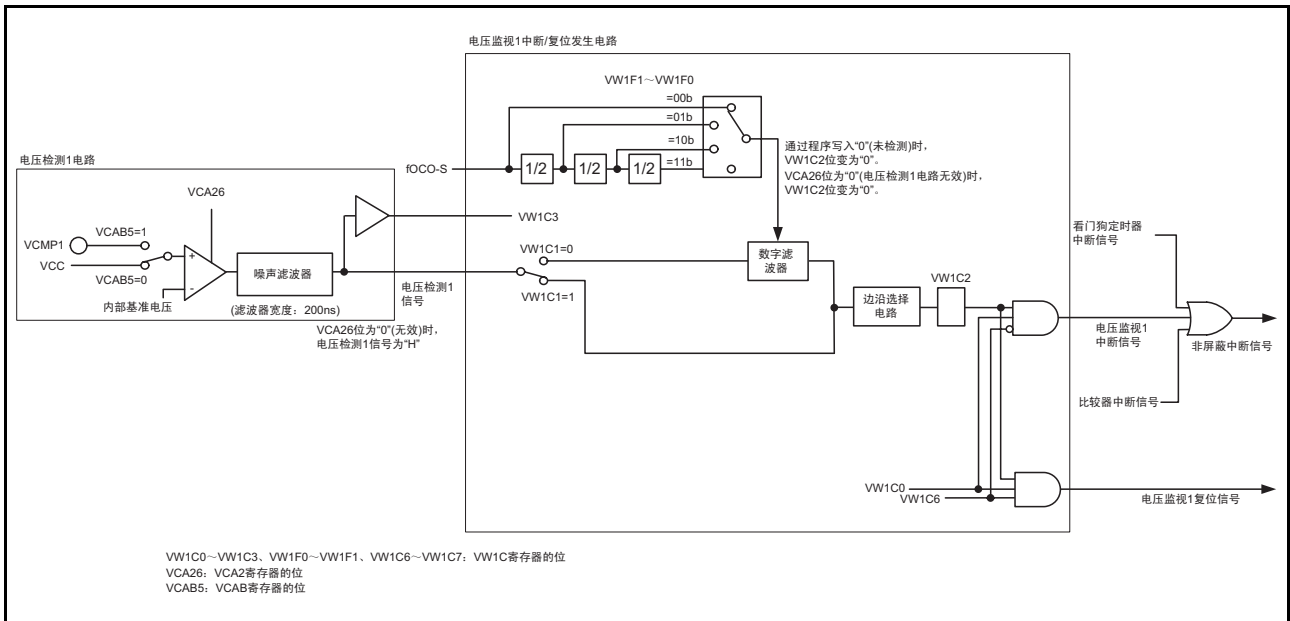 电压监视1中断/复位发生电路
VW1F1～VW1F0
=00b
=01b
=10b
=11b
fOCO-S
1/2
1/2
1/2
通过程序写入“0”(未检测)时，
VW1C2位变为“0”。
VCA26位为“0”(电压检测1电路无效)时，
VW1C2位变为“0”。
电压检测1电路
VCA26
VCMP1
VCAB5=1
VCC
VCAB5=0
内部基准电压
+
-
噪声滤波器
(滤波器宽度：200ns)
VW1C3
电压检测1
信号
VCA26位为“0”(无效)时，
电压检测1信号为“H”
VW1C1=0
VW1C1=1
数字滤
波器
边沿选择
电路
VW1C2
看门狗定时器
中断信号
电压监视1
中断信号
非屏蔽中断信号
比较器中断信号
VW1C0
VW1C6
电压监视1复位信号
VW1C0～VW1C3、VW1F0～VW1F1、VW1C6～VW1C7：VW1C寄存器的位
VCA26：VCA2寄存器的位
VCAB5：VCAB寄存器的位